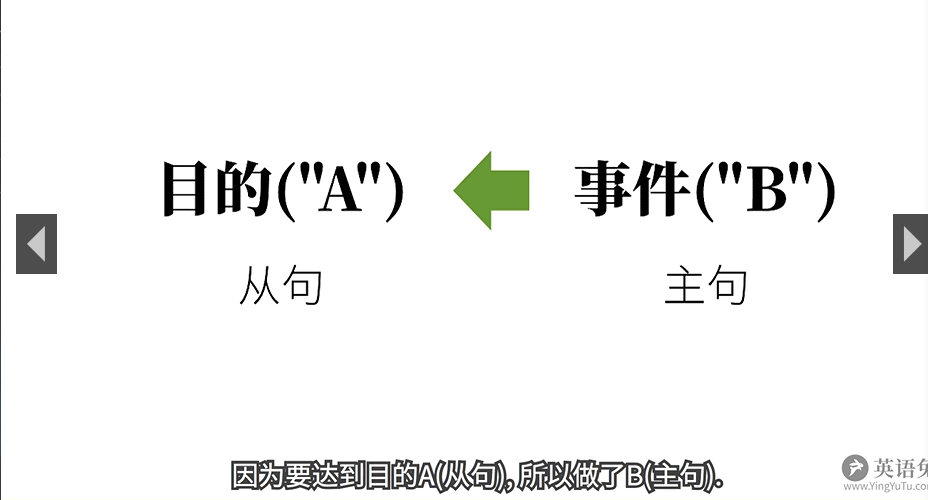 目的("A") 事件("B")
从句 主句
因为要达到目的A(从句), 所以做了B(主句).
英语兔
www.YingYuTu.com